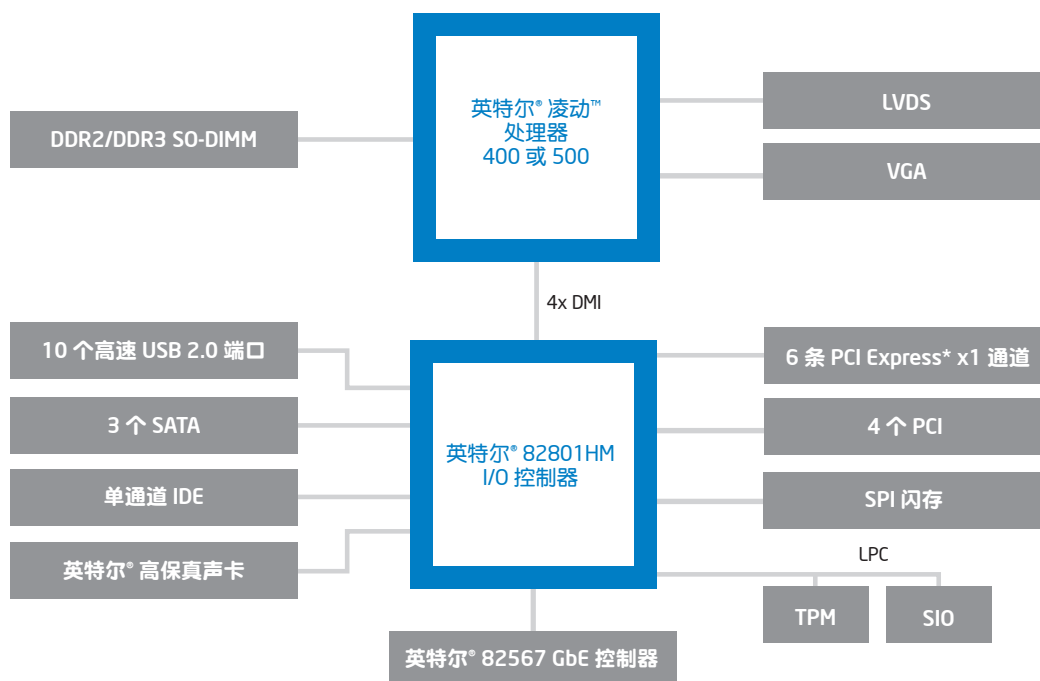 英特尔® 凌动™
处理器
400 或 500
DDR2/DDR3 SO-DIMM
LVDS
VGA
4x DMI
10 个高速 USB 2.0 端口
3 个 SATA
单通道 IDE
英特尔® 高保真声卡
英特尔® 82801HM
I/O 控制器
6 条 PCI Express* x1 通道
4 个 PCI
SPI 闪存
LPC
TPM
SIO
英特尔® 82567 GbE 控制器